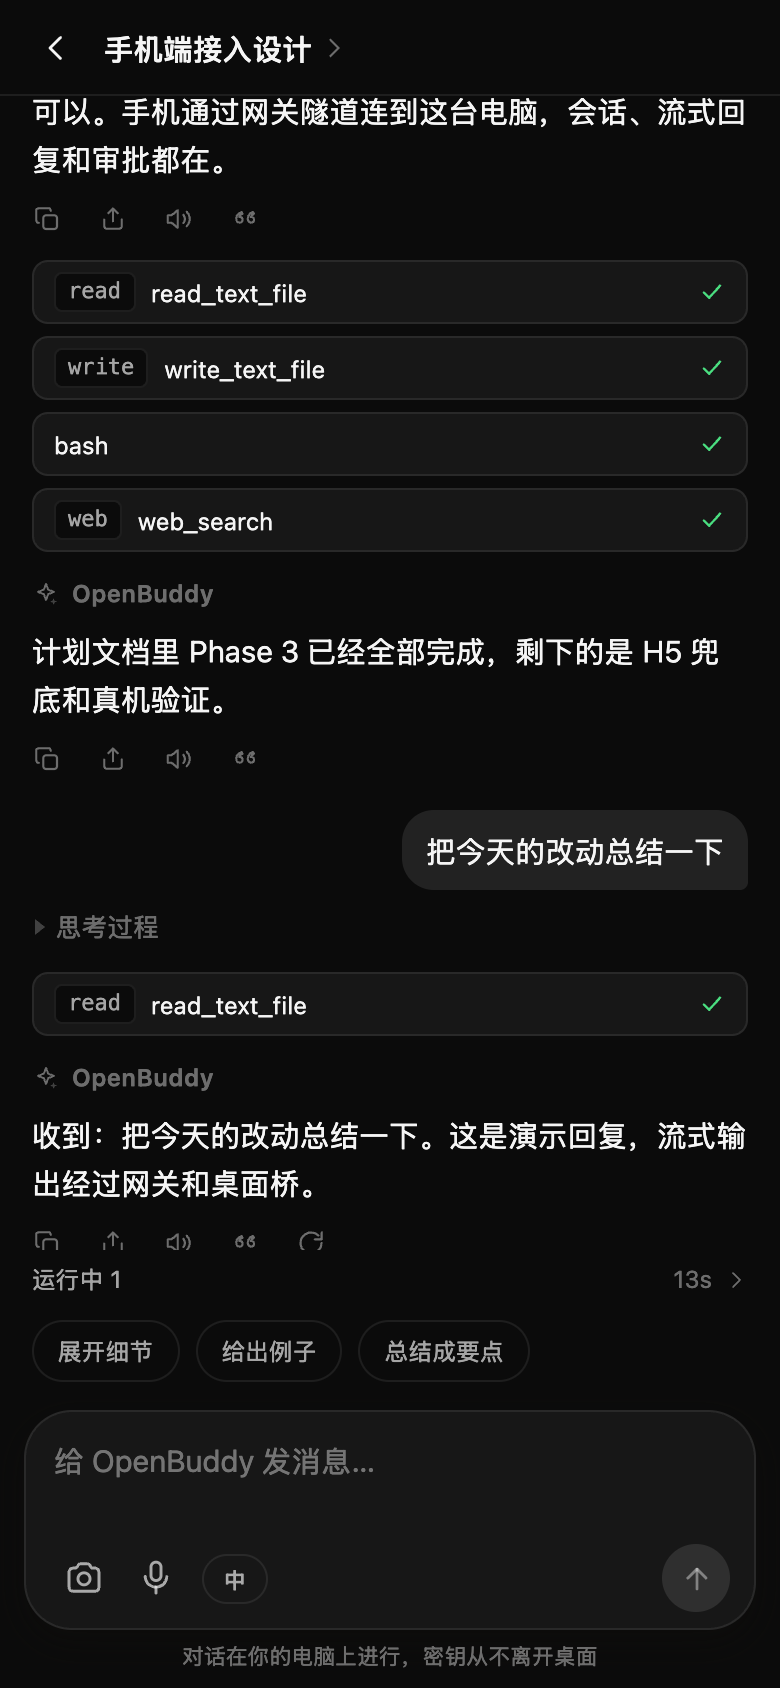 手机端接入设计
可以。手机通过网关隧道连到这台电脑，会话、流式回
复和审批都在。
read read_text_file
write write_text_file
bash
web web_search
OpenBuddy
计划文档里 Phase 3 已经全部完成，剩下的是 H5 兜
底和真机验证。
把今天的改动总结一下
思考过程
read read_text_file
OpenBuddy
收到：把今天的改动总结一下。这是演示回复，流式输
出经过网关和桌面桥。
运行中 1 13s
展开细节 给出例子 总结成要点
给 OpenBuddy 发消息...
中
对话在你的电脑上进行，密钥从不离开桌面